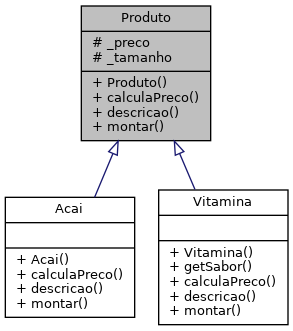 Produto
# _preco
# _tamanho
+ Produto()
+ calculaPreco()
+ descricao()
+ montar()
Acai
+ Acai()
+ calculaPreco()
+ descricao()
+ montar()
Vitamina
+ Vitamina()
+ getSabor()
+ calculaPreco()
+ descricao()
+ montar()